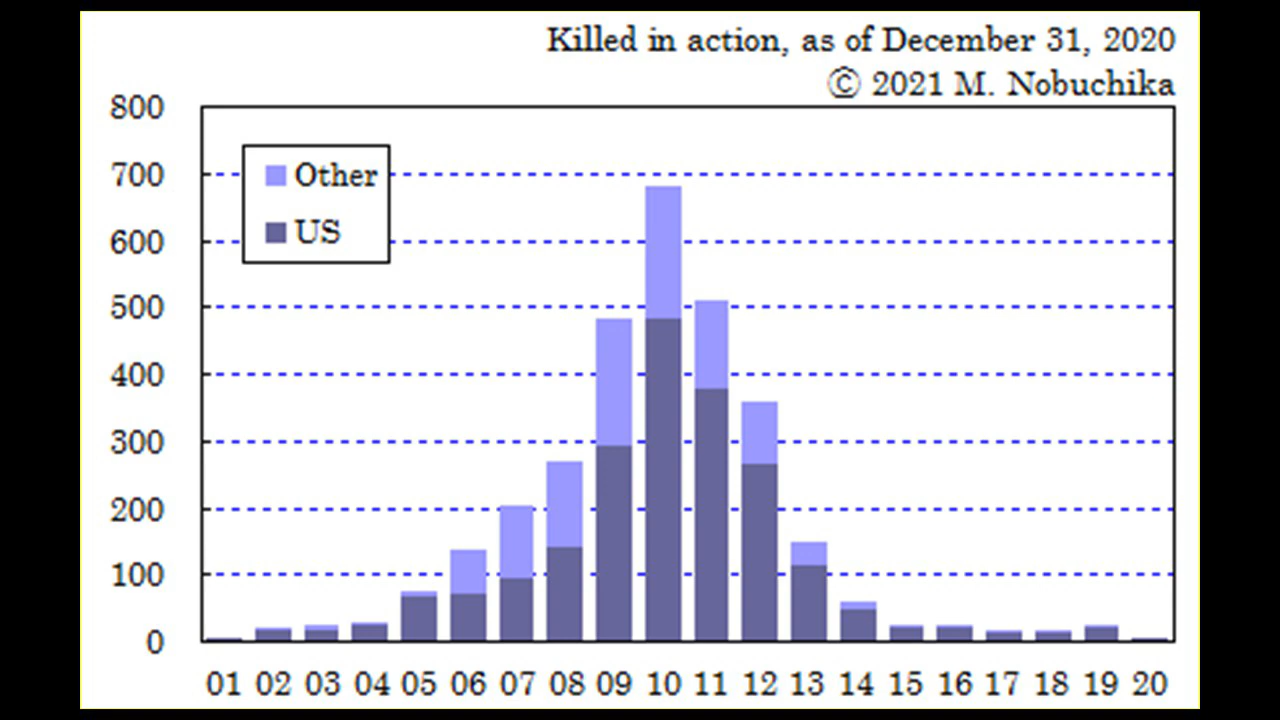 Killed in action, as of December 31, 2020
Ⓒ 2021 M. Nobuchika
800
700
600
500
400
300
200
100
0
Other
US
01 02 03 04 05 06 07 08 09 10 11 12 13 14 15 16 17 18 19 20